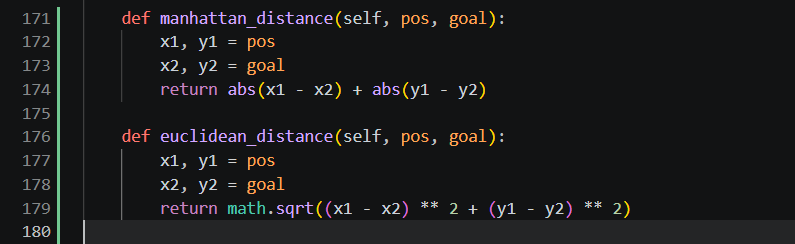 171 def manhattan_distance(self, pos, goal):
172 x1, y1 = pos
173 x2, y2 = goal
174 return abs(x1 - x2) + abs(y1 - y2)
175
176 def euclidean_distance(self, pos, goal):
177 x1, y1 = pos
178 x2, y2 = goal
179 return math.sqrt((x1 - x2) ** 2 + (y1 - y2) ** 2)
180